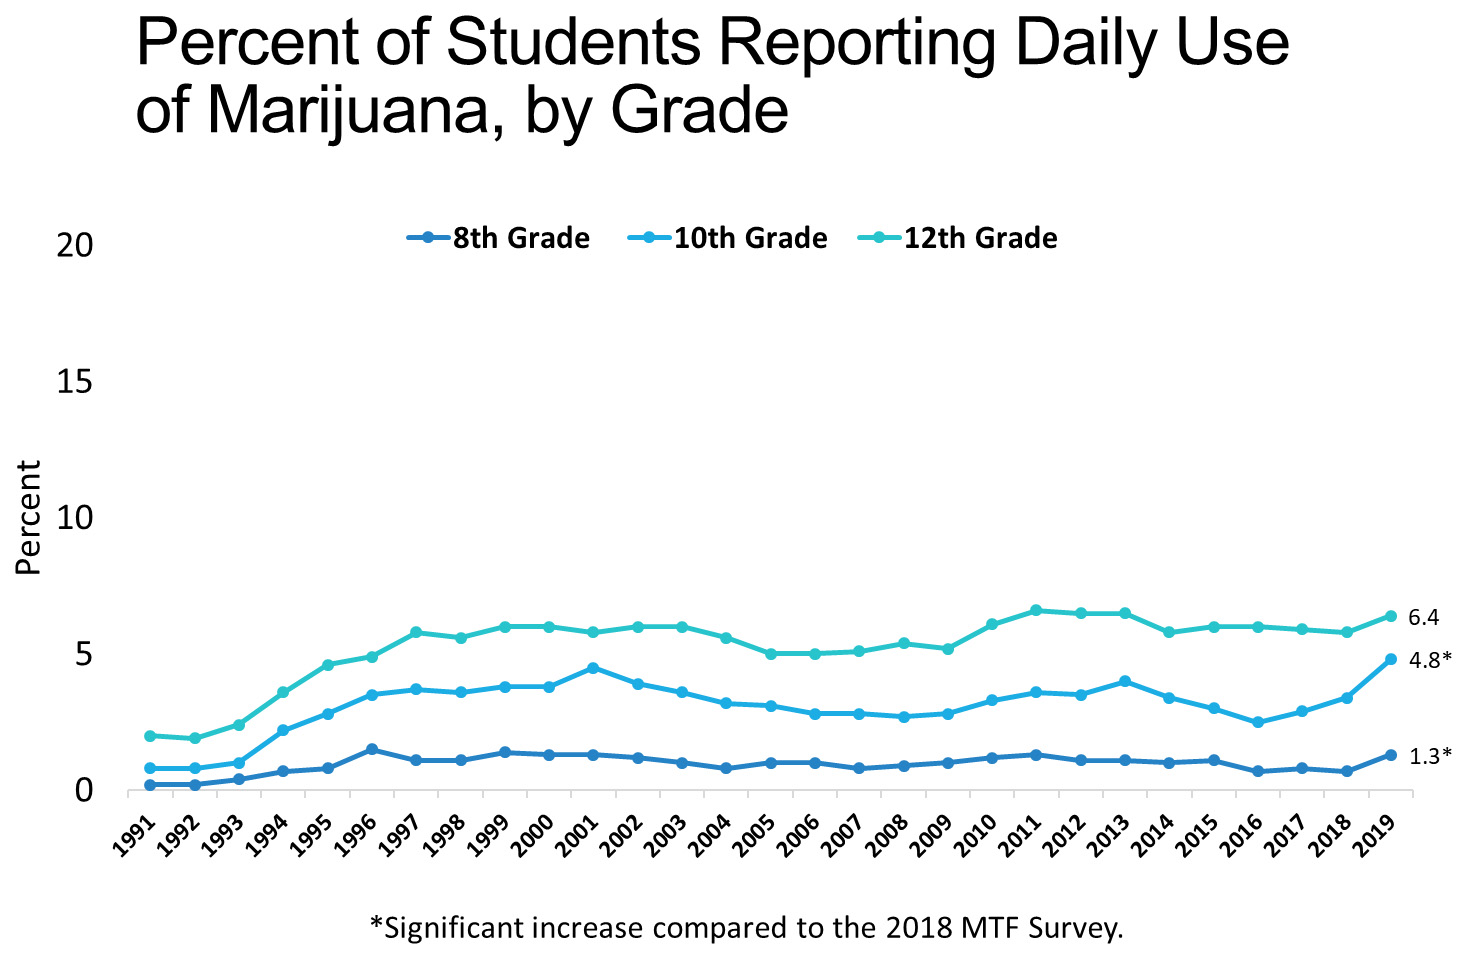 Percent of Students Reporting Daily Use
of Marijuana, by Grade
8th Grade 10th Grade 12th Grade
20
15
10
5
0
Percent
6.4
4.8*
1.3*
1991 1992 1993 1994 1995 1996 1997 1998 1999 2000 2001 2002 2003 2004 2005 2006 2007 2008 2009 2010 2011 2012 2013 2014 2015 2016 2017 2018 2019
*Significant increase compared to the 2018 MTF Survey.